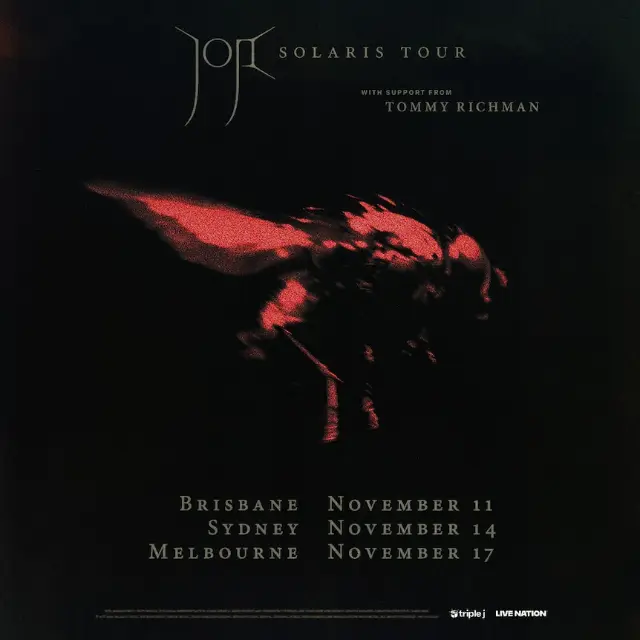 Joji SOLARIS TOUR
WITH SUPPORT FROM
TOMMY RICHMAN
BRISBANE NOVEMBER 11
SYDNEY NOVEMBER 14
MELBOURNE NOVEMBER 17
triple j LIVE NATION